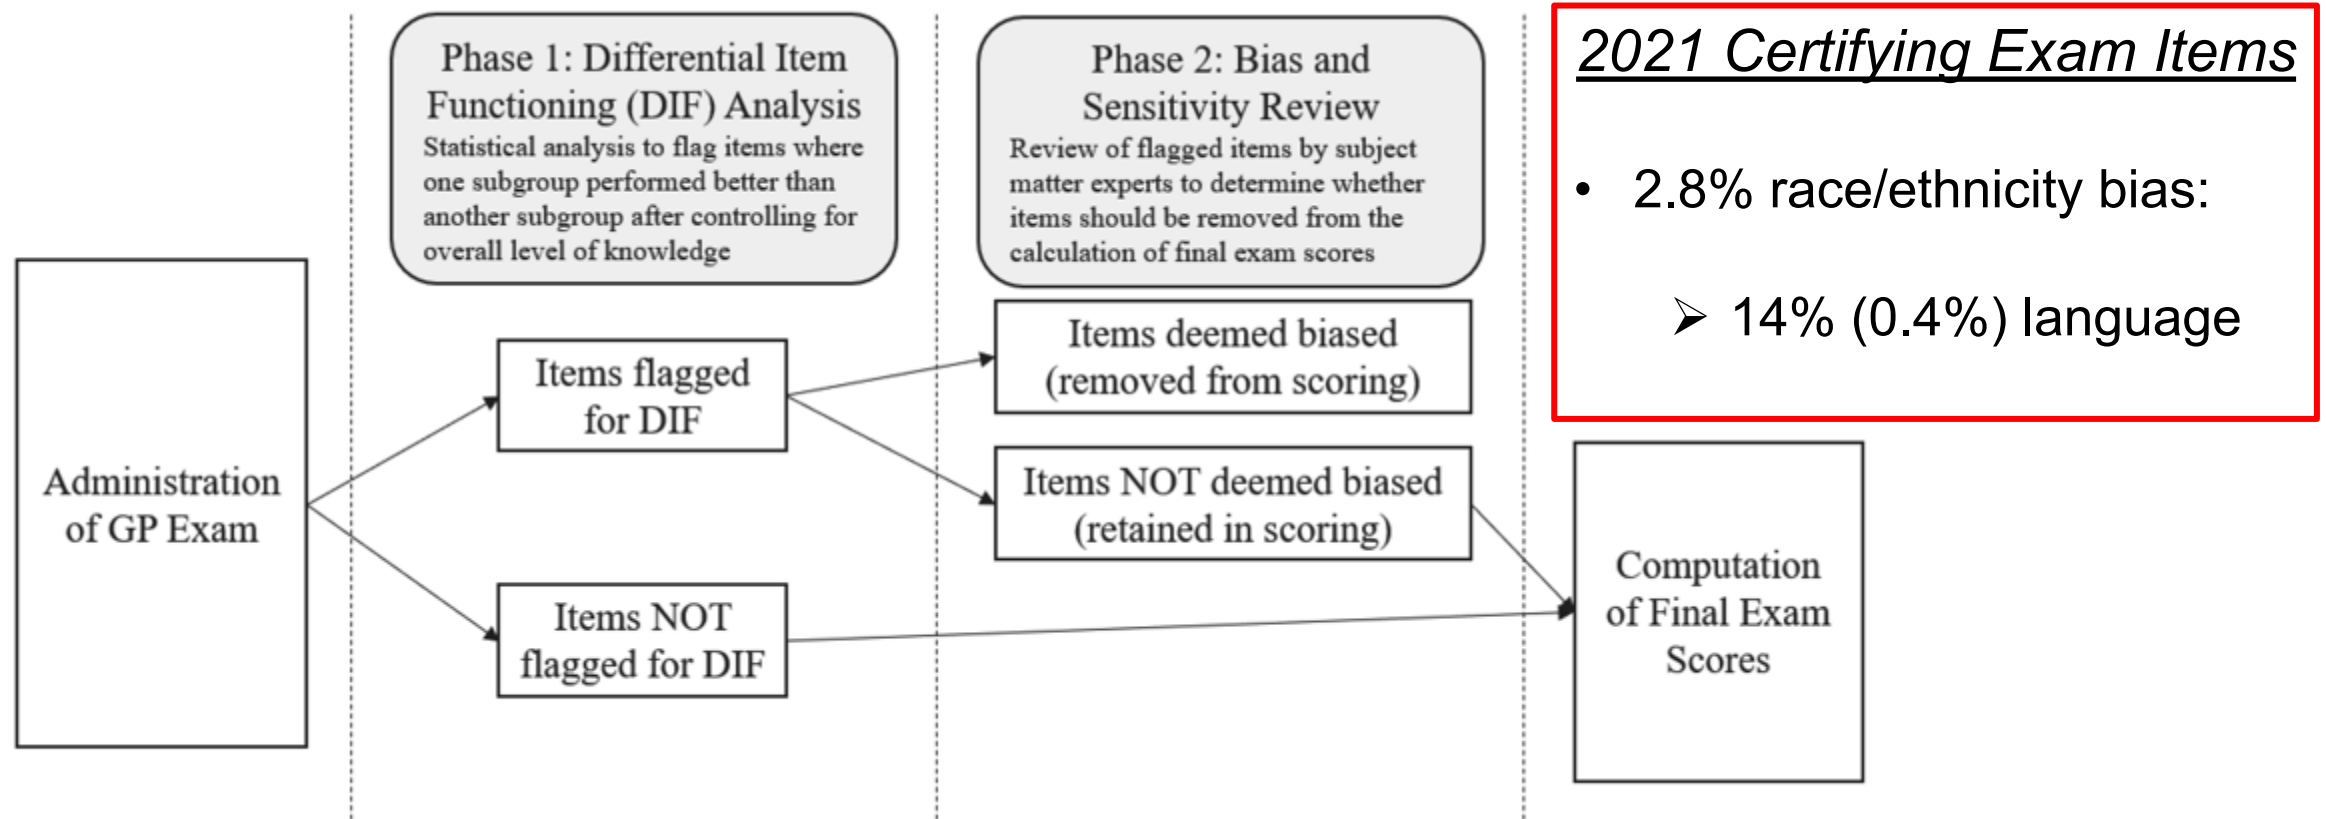 Phase 1: Differential Item
Functioning (DIF) Analysis
Statistical analysis to flag items where
one subgroup performed better than
another subgroup after controlling for
overall level of knowledge
Phase 2: Bias and
Sensitivity Review
Review of flagged items by subject
matter experts to determine whether
items should be removed from the
calculation of final exam scores
2021 Certifying Exam Items
• 2.8% race/ethnicity bias:
➢ 14% (0.4%) language
Administration
of GP Exam
Items flagged
for DIF
Items NOT
flagged for DIF
Items deemed biased
(removed from scoring)
Items NOT deemed biased
(retained in scoring)
Computation
of Final Exam
Scores